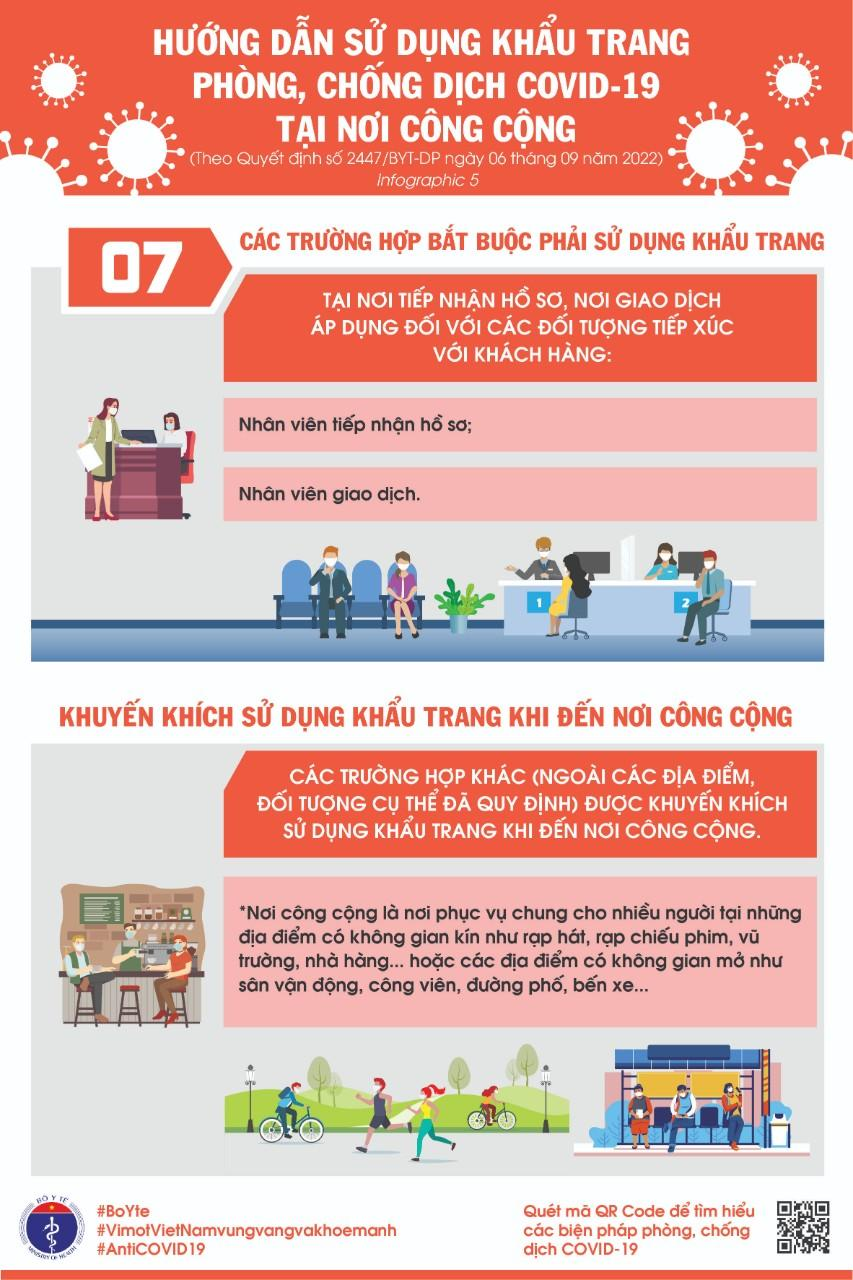 HƯỚNG DẪN SỬ DỤNG KHẨU TRANG
PHÒNG, CHỐNG DỊCH COVID-19
TẠI NƠI CÔNG CỘNG
(Theo Quyết định số 2447/BYT-DP ngày 06 tháng 09 năm 2022)
Infographic 5
07
CÁC TRƯỜNG HỢP BẮT BUỘC PHẢI SỬ DỤNG KHẨU TRANG
TẠI NƠI TIẾP NHẬN HỒ SƠ, NƠI GIAO DỊCH
ÁP DỤNG ĐỐI VỚI CÁC ĐỐI TƯỢNG TIẾP XÚC
VỚI KHÁCH HÀNG:
Nhân viên tiếp nhận hồ sơ;
Nhân viên giao dịch.
1
2
KHUYẾN KHÍCH SỬ DỤNG KHẨU TRANG KHI ĐẾN NƠI CÔNG CỘNG
CÁC TRƯỜNG HỢP KHÁC (NGOÀI CÁC ĐỊA ĐIỂM,
ĐỐI TƯỢNG CỤ THỂ ĐÃ QUY ĐỊNH) ĐƯỢC KHUYẾN KHÍCH
SỬ DỤNG KHẨU TRANG KHI ĐẾN NƠI CÔNG CỘNG.
*Nơi công cộng là nơi phục vụ chung cho nhiều người tại những
địa điểm có không gian kín như rạp hát, rạp chiếu phim, vũ
trường, nhà hàng... hoặc các địa điểm có không gian mở như
sân vận động, công viên, đường phố, bến xe...
BỘ Y TẾ
MINISTRY OF HEALTH
#BoYte
#VimotVietNamvungvangvakhoemanh
#AntiCOVID19
Quét mã QR Code để tìm hiểu
các biện pháp phòng, chống
dịch COVID-19